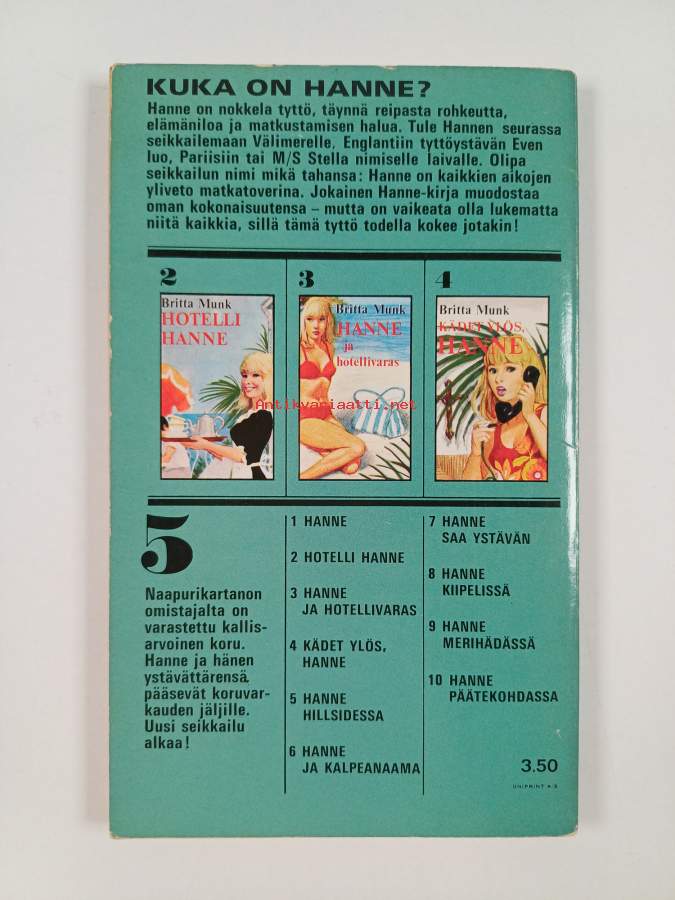 KUKA ON HANNE?
Hanne on nokkela tyttö, täynnä reipasta rohkeutta,
elämäniloa ja matkustamisen halua. Tule Hannen seurassa
seikkailemaan Välimerelle, Englantiin tyttöystävän Even
luo, Pariisiin tai M/S Stella nimiselle laivalle. Olipa
seikkailun nimi mikä tahansa: Hanne on kaikkien aikojen
yliveto matkatoverina. Jokainen Hanne-kirja muodostaa
oman kokonaisuutensa – mutta on vaikeata olla lukematta
niitä kaikkia, sillä tämä tyttö todella kokee jotakin!
2
Britta Munk
HOTELLI
HANNE
3
Britta Munk
HANNE
ja
hotellivaras
4
Britta Munk
KÄDET YLÖS,
HANNE
Antikvariaatti.net
5
Naapurikartanon
omistajalta on
varastettu kallis-
arvoinen koru.
Hanne ja hänen
ystävättärensä,
pääsevät koruvar-
kauden jäljille.
Uusi seikkailu
alkaa!
1 HANNE
2 HOTELLI HANNE
3 HANNE
JA HOTELLIVARAS
4 KÄDET YLÖS,
HANNE
5 HANNE
HILLSIDESSA
6 HANNE
JA KALPEANAAMA
7 HANNE
SAA YSTÄVÄN
8 HANNE
KIIPELISSÄ
9 HANNE
MERIHÄDÄSSÄ
10 HANNE
PÄÄTEKOHDASSA
3.50
UNIPRINT A/S